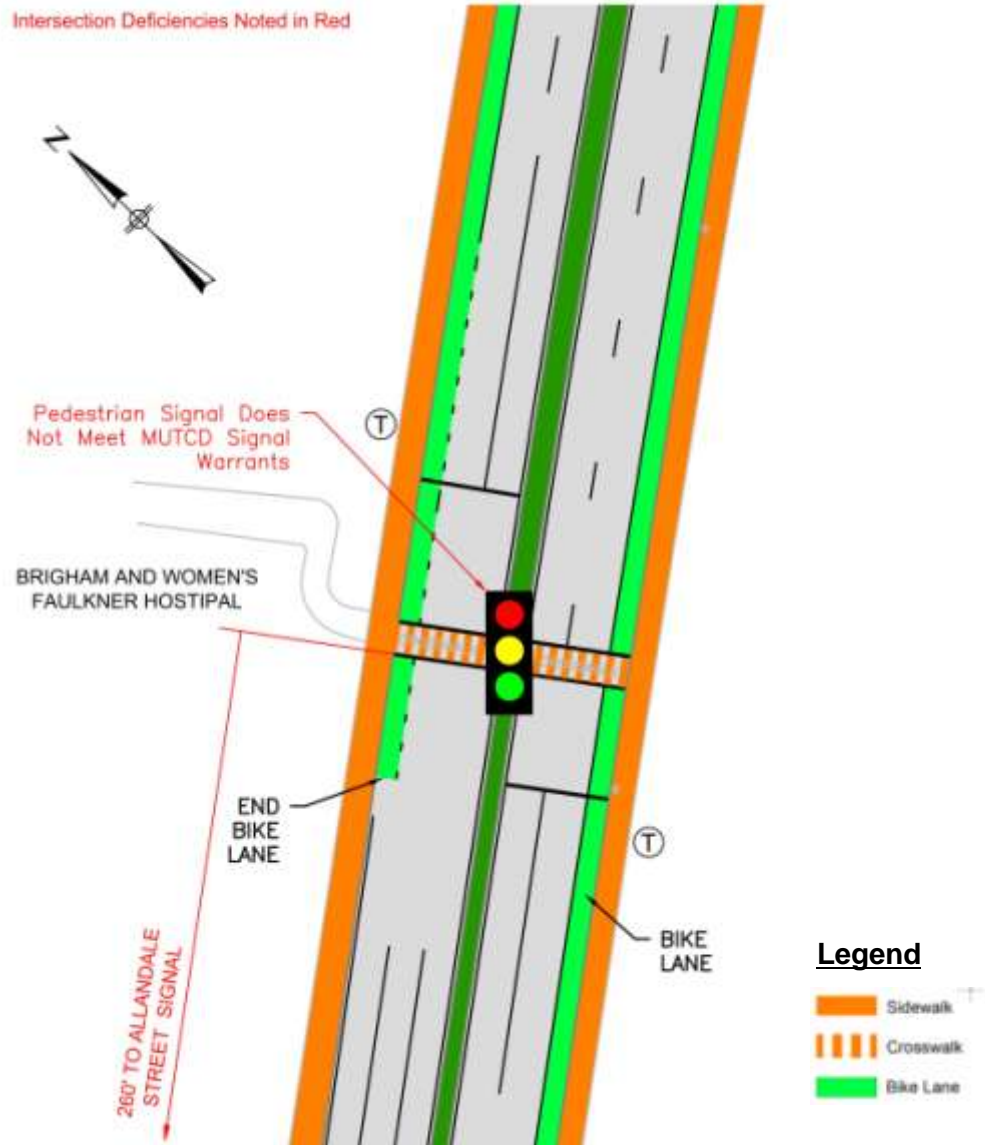 Intersection Deficiencies Noted in Red
N
Pedestrian Signal Does
Not Meet MUTCD Signal
Warrants
T
BRIGHAM AND WOMEN'S
FAULKNER HOSTIPAL
END
BIKE
LANE
T
BIKE
LANE
260' TO ALLANDALE
STREET SIGNAL
Legend
Sidewalk
Crosswalk
Bike Lane